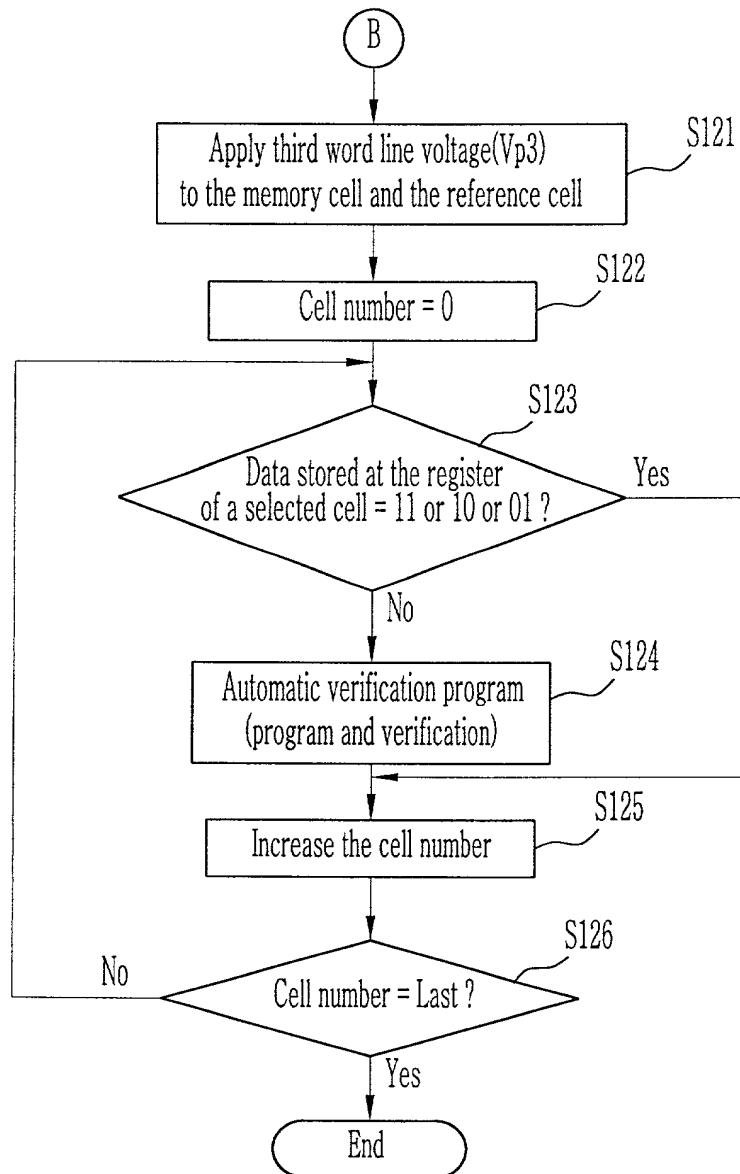 B
S121
Apply third word line voltage(Vp3)
to the memory cell and the reference cell
S122
Cell number = 0
S123
Data stored at the register
of a selected cell = 11 or 10 or 01 ?
Yes
No
S124
Automatic verification program
(program and verification)
S125
Increase the cell number
S126
No
Cell number = Last ?
Yes
End